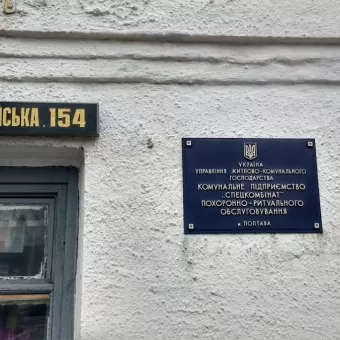 СЬКА.154
УКРАЇНА
УПРАВЛІННЯ ЖИТЛОВО-КОМУНАЛЬНОГО
ГОСПОДАРСТВА
КОМУНАЛЬНЕ ПІДПРИЄМСТВО
„СПЕЦКОМБІНАТ"
ПОХОРОННО-РИТУАЛЬНОГО
ОБСЛУГОВУВАННЯ
м. ПОЛТАВА